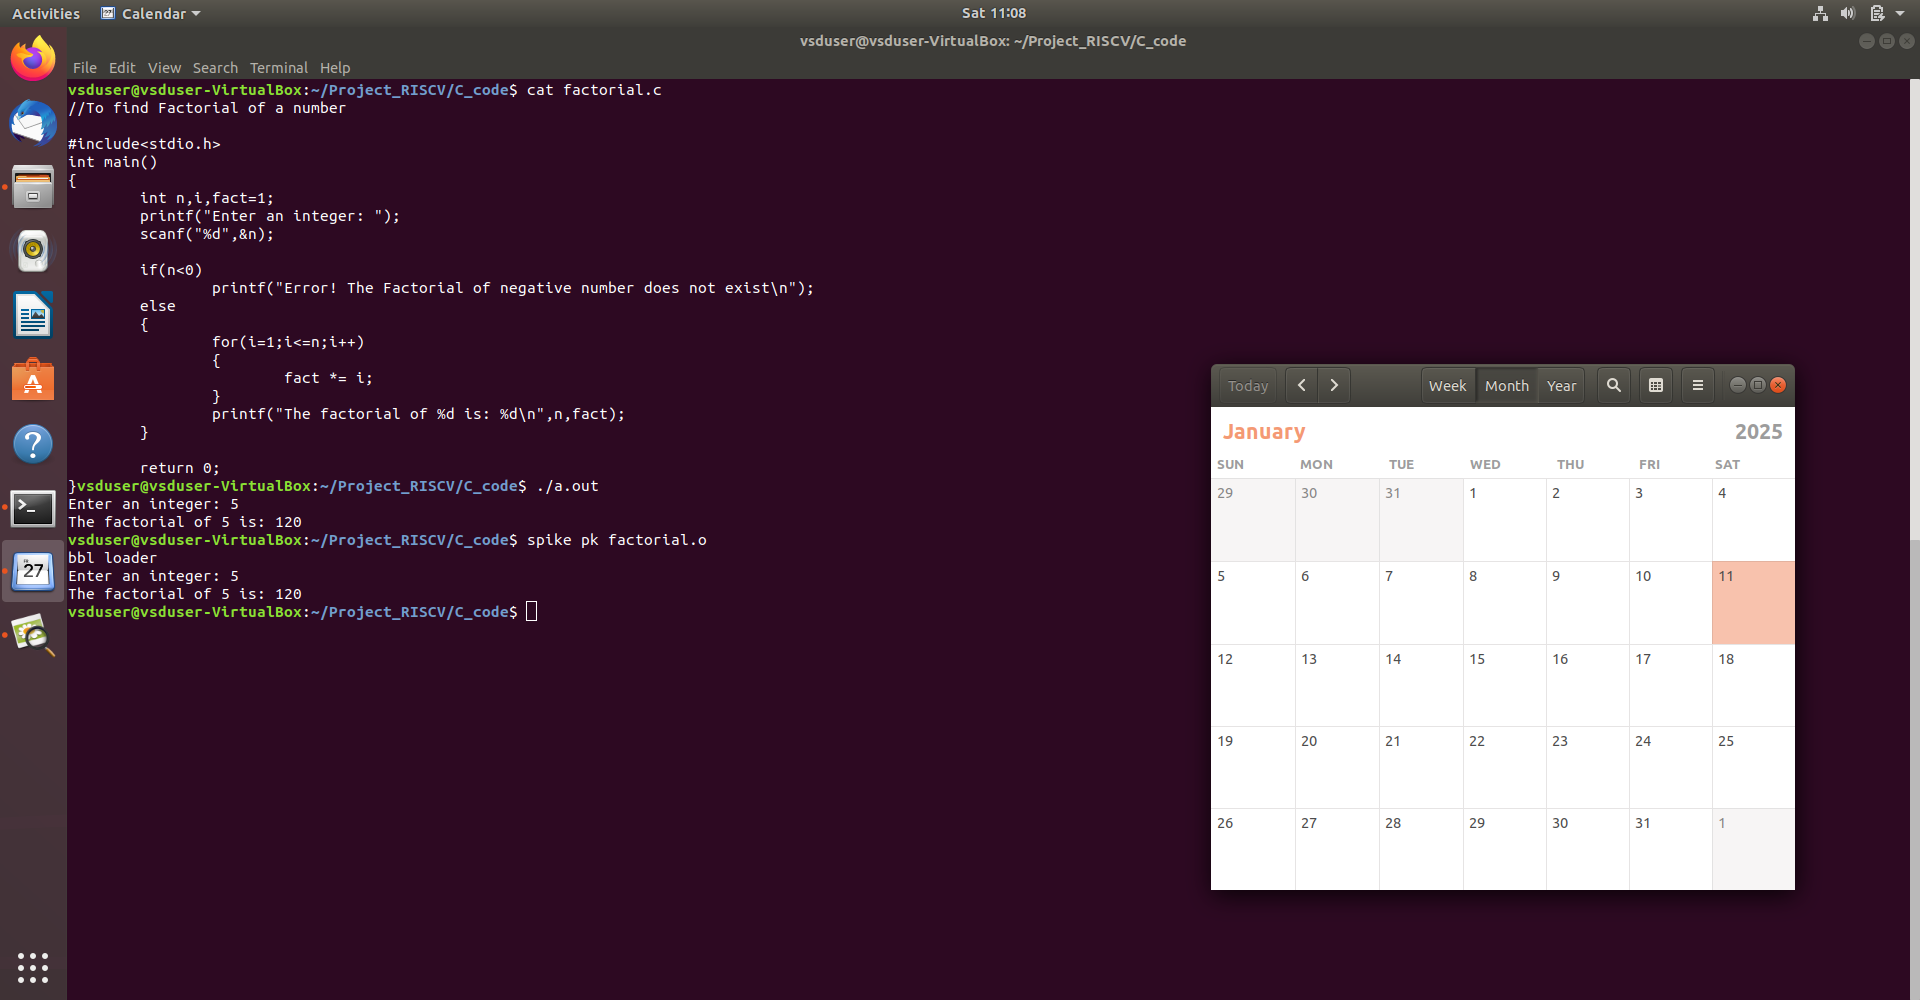 Activities Calendar Sat 11:08
vsduser@vsduser-VirtualBox: ~/Project_RISCV/C_code
File Edit View Search Terminal Help
vsduser@vsduser-VirtualBox:~/Project_RISCV/C_code$ cat factorial.c
//To find Factorial of a number
#include<stdio.h>
int main()
{
int n,i,fact=1;
printf("Enter an integer: ");
scanf("%d",&n);
if(n<0)
printf("Error! The Factorial of negative number does not exist\n");
else
{
for(i=1;i<=n;i++)
{
fact *= i;
}
printf("The factorial of %d is: %d\n",n,fact);
}
return 0;
}vsduser@vsduser-VirtualBox:~/Project_RISCV/C_code$ ./a.out
Enter an integer: 5
The factorial of 5 is: 120
vsduser@vsduser-VirtualBox:~/Project_RISCV/C_code$ spike pk factorial.o
bbl loader
Enter an integer: 5
The factorial of 5 is: 120
vsduser@vsduser-VirtualBox:~/Project_RISCV/C_code$
27
Today Week Month Year
January 2025
SUN MON TUE WED THU FRI SAT
29 30 31 1 2 3 4
5 6 7 8 9 10 11
12 13 14 15 16 17 18
19 20 21 22 23 24 25
26 27 28 29 30 31 1